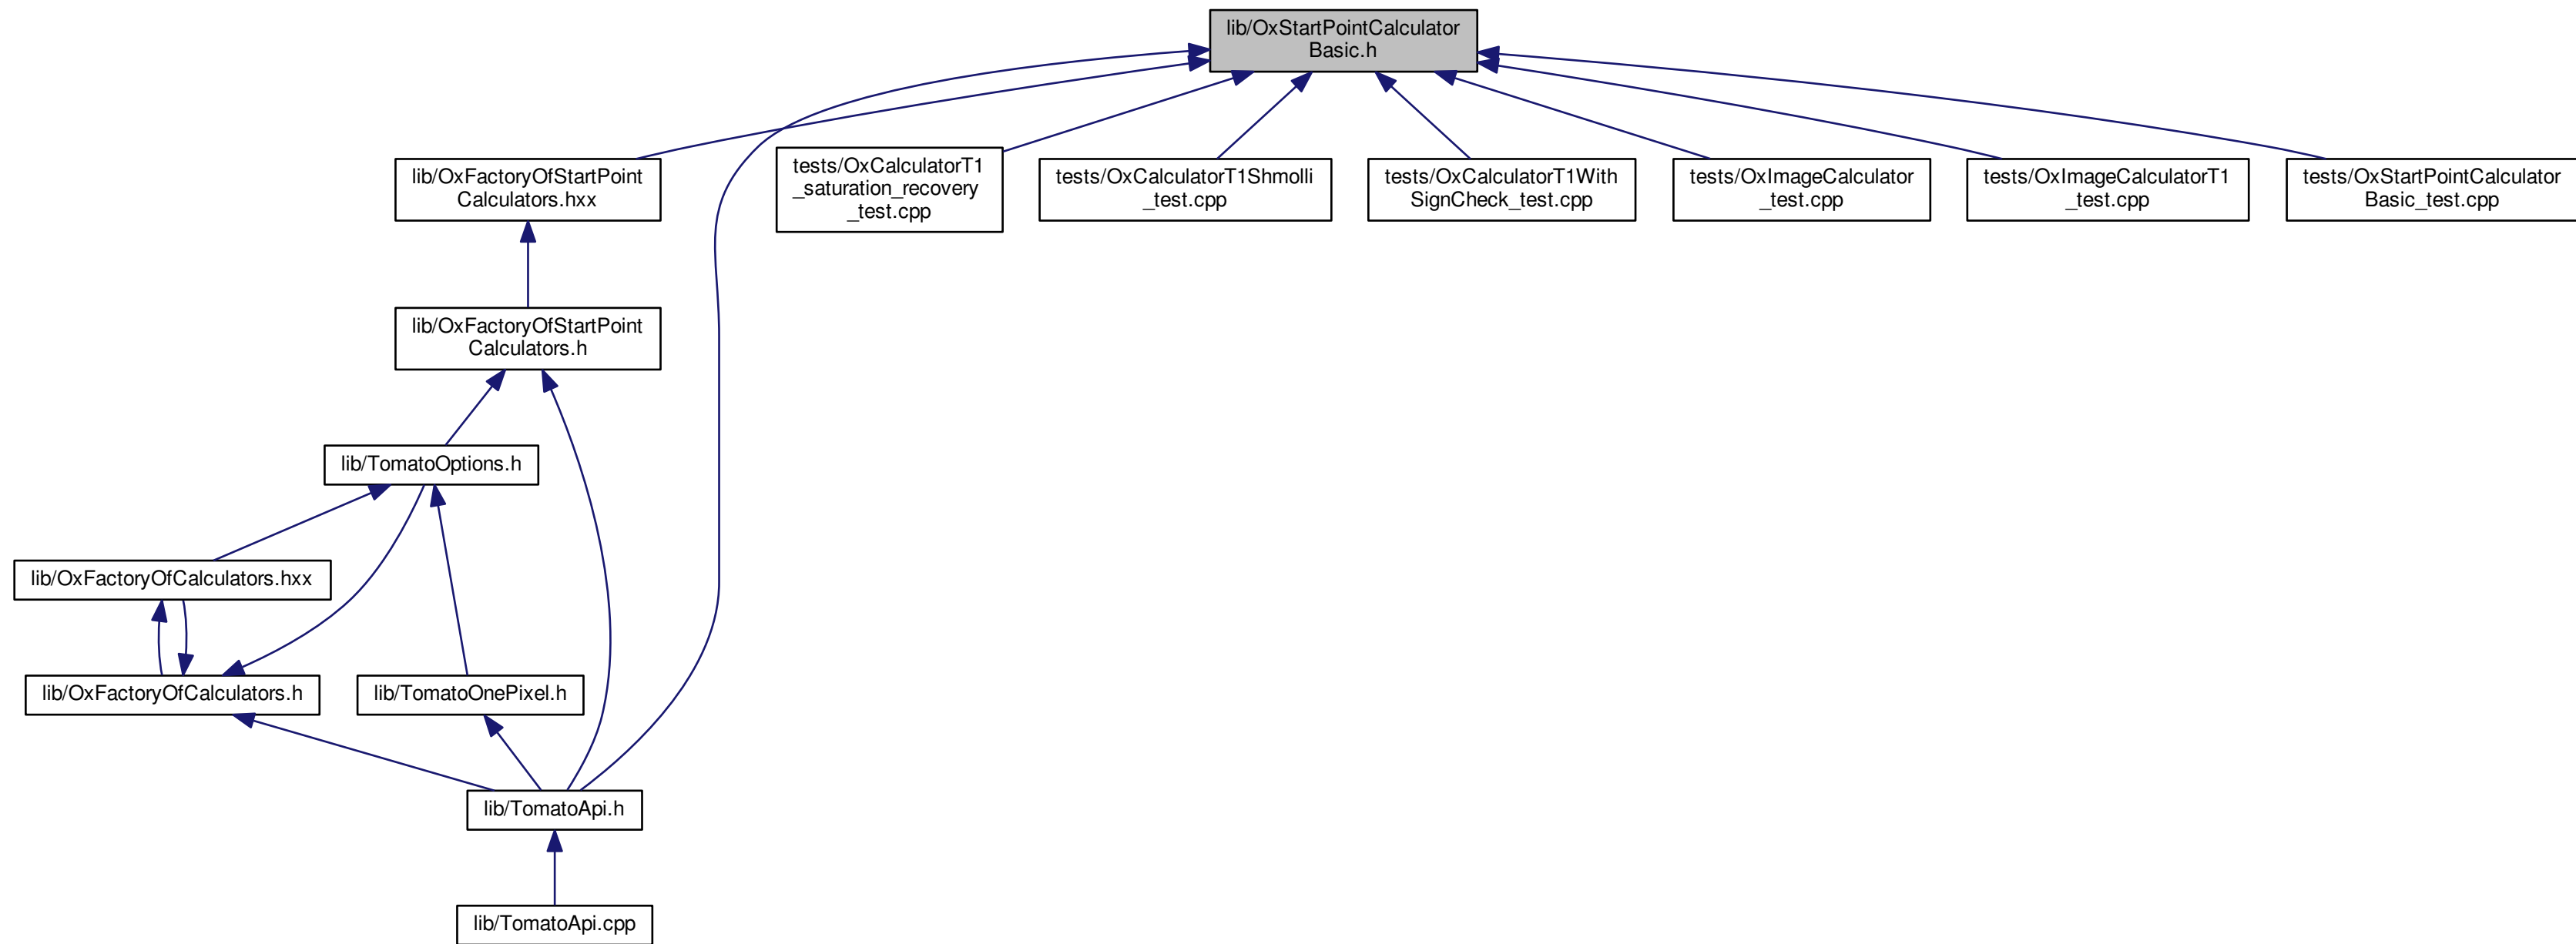 lib/OxStartPointCalculator
Basic.h
lib/OxFactoryOfStartPoint
Calculators.hxx
tests/OxCalculatorT1
_saturation_recovery
_test.cpp
tests/OxCalculatorT1Shmolli
_test.cpp
tests/OxCalculatorT1With
SignCheck_test.cpp
tests/OxImageCalculator
_test.cpp
tests/OxImageCalculatorT1
_test.cpp
tests/OxStartPointCalculator
Basic_test.cpp
lib/OxFactoryOfStartPoint
Calculators.h
lib/TomatoOptions.h
lib/OxFactoryOfCalculators.hxx
lib/OxFactoryOfCalculators.h
lib/TomatoOnePixel.h
lib/TomatoApi.h
lib/TomatoApi.cpp